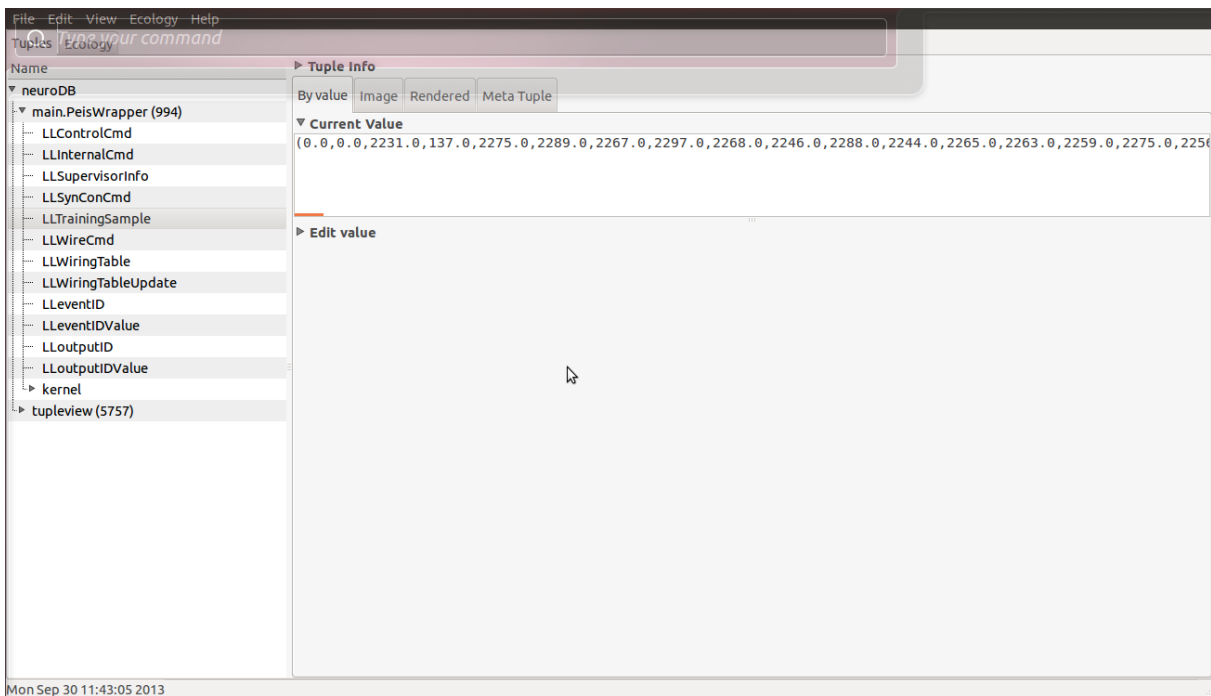 File Edit View Ecology Help
Type your command
Tuples Ecology
Name
neuroDB
main.PeisWrapper (994)
LLControlCmd
LLInternalCmd
LLSupervisorInfo
LLSynConCmd
LLTrainingSample
LLWireCmd
LLWiringTable
LLWiringTableUpdate
LLeventID
LLeventIDValue
LLoutputID
LLoutputIDValue
kernel
tupleview (5757)
Tuple Info
By value Image Rendered Meta Tuple
Current Value
(0.0,0.0,2231.0,137.0,2275.0,2289.0,2267.0,2297.0,2268.0,2246.0,2288.0,2244.0,2265.0,2263.0,2259.0,2275.0,2256
Edit value
Mon Sep 30 11:43:05 2013